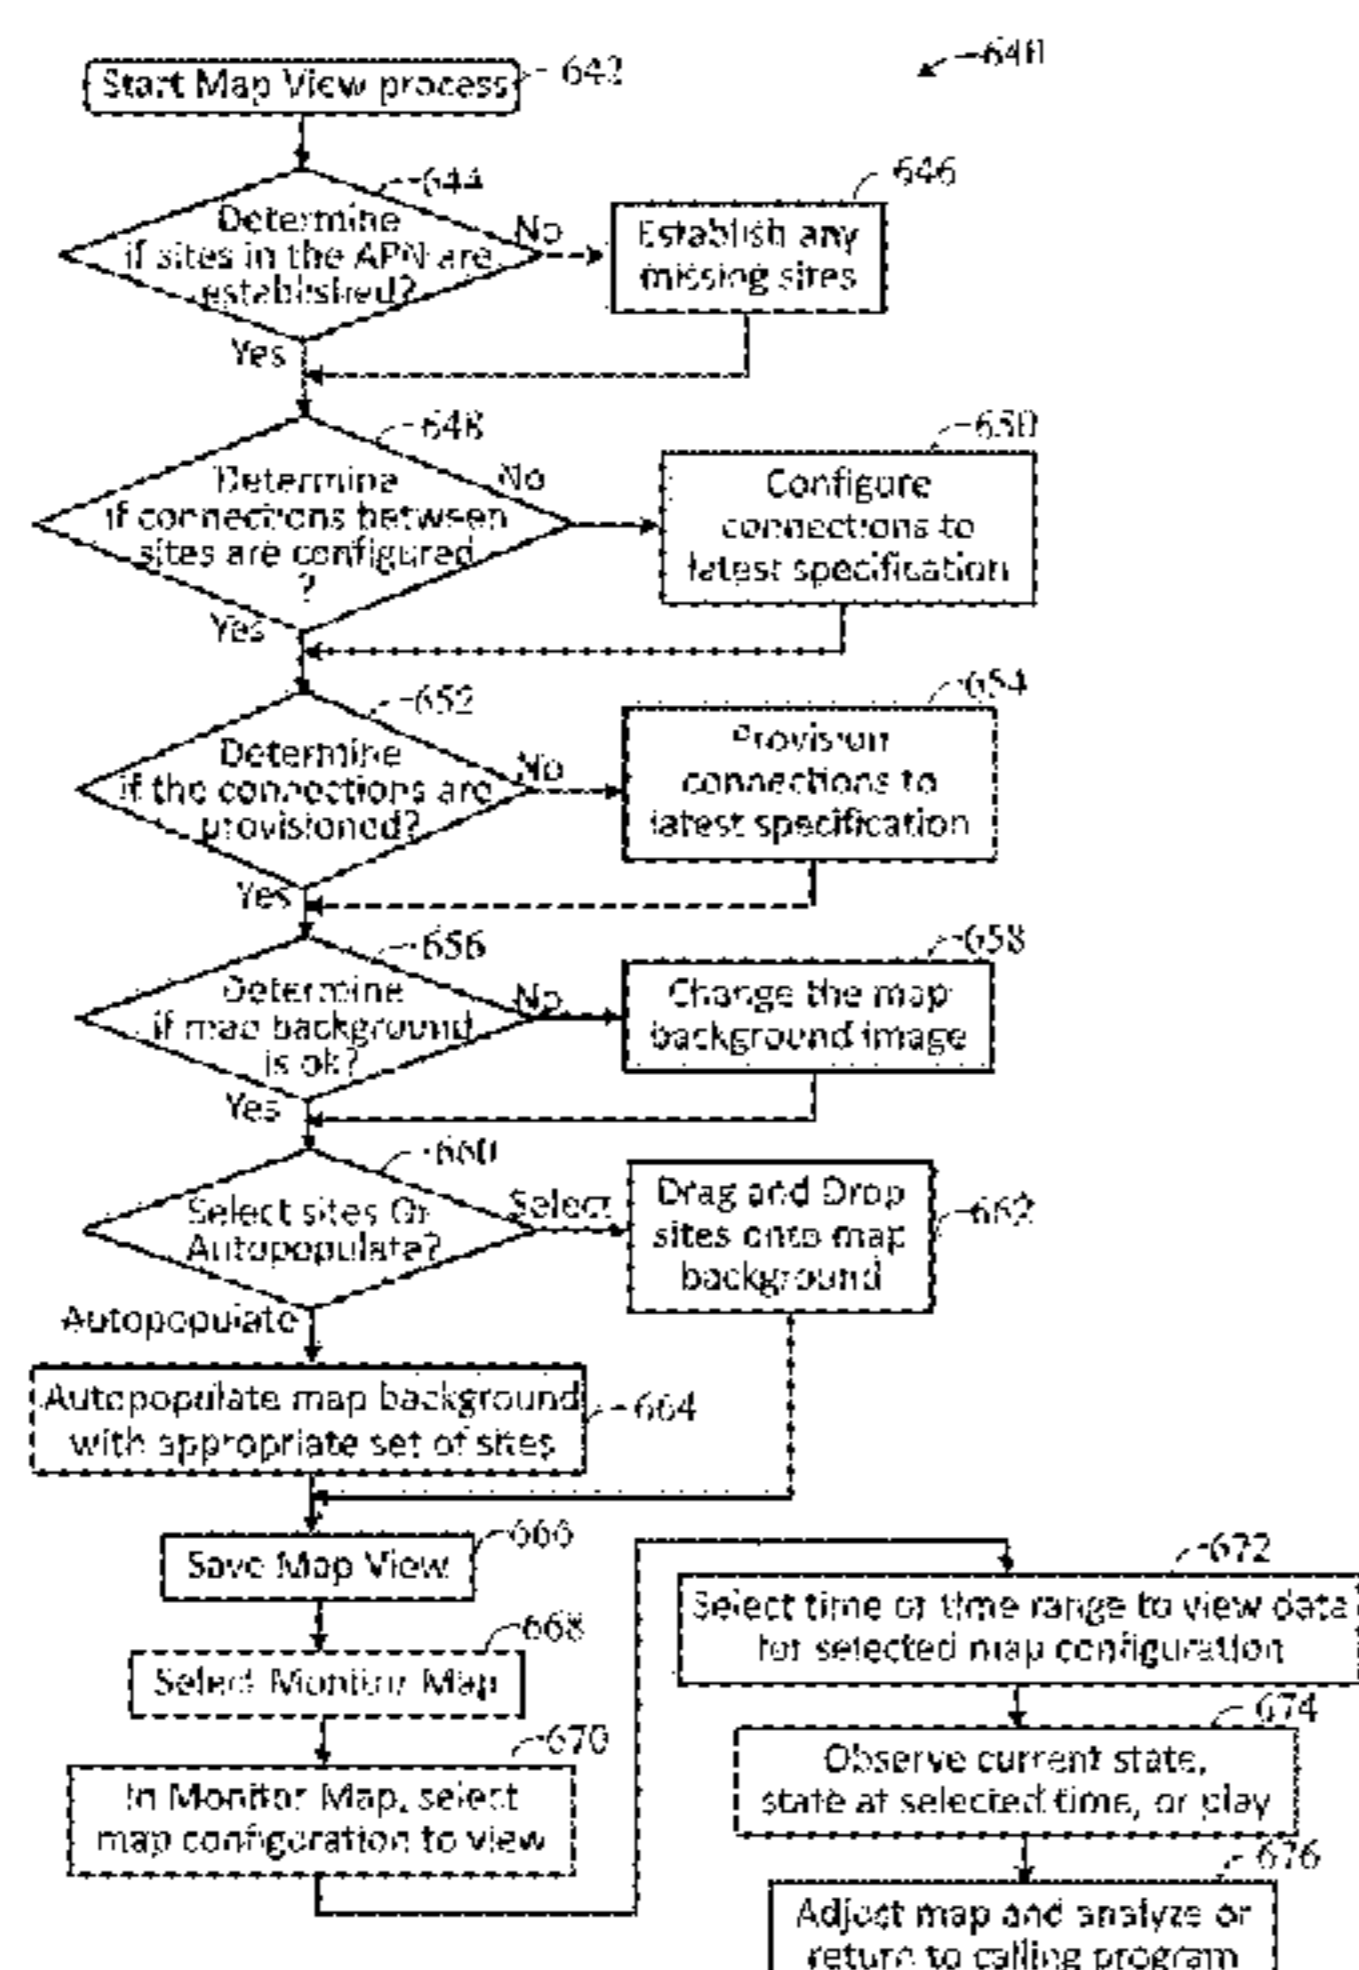 640
Start Map View process
642
644
Determine
if sites in the APN are
established?
No
646
Establish any
missing sites
Yes
648
Determine
if connections between
sites are configured
?
No
650
Configure
connections to
latest specification
Yes
652
Determine
if the connections are
provisioned?
No
654
Provision
connections to
latest specification
Yes
656
Determine
if map background
is ok?
No
658
Change the map
background image
Yes
660
Select sites Or
Autopopulate?
Select
662
Drag and Drop
sites onto map
background
Autopopulate
Autopopulate map background
with appropriate set of sites
664
666
Save Map View
668
Select Monitor Map
670
In Monitor Map, select
map configuration to view
672
Select time or time range to view data
for selected map configuration
674
Observe current state,
state at selected time, or play
676
Adjust map and analyze or
return to calling program